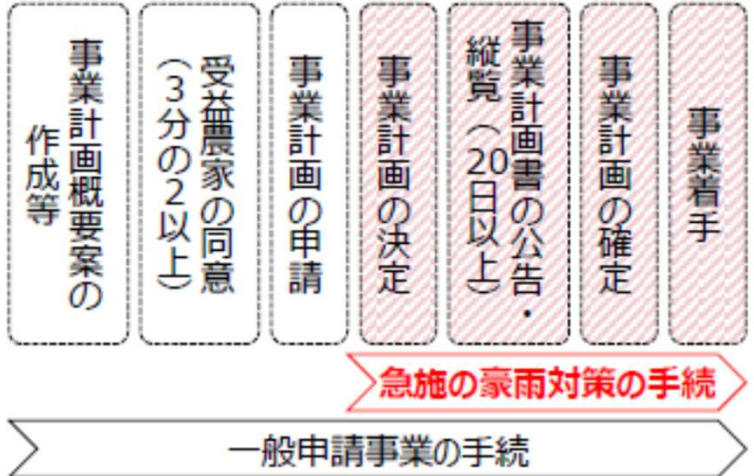 事業計画概要案の
作成等
受益農家の同意
（3分の2以上）
事業計画の申請
事業計画の決定
事業計画書の公告・
縦覧（20日以上）
事業計画の確定
事業着手
急施の豪雨対策の手続
一般申請事業の手続